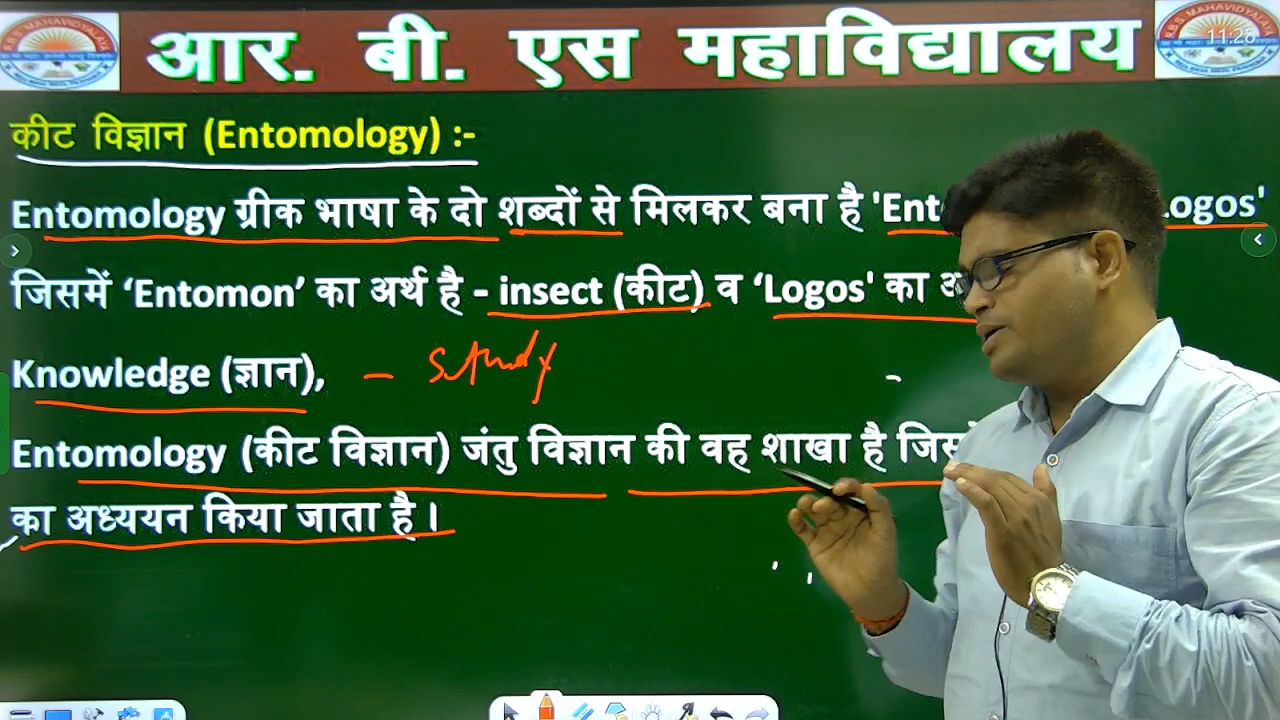 आर. बी. एस महाविद्यालय
11:28
कीट विज्ञान (Entomology) :-
Entomology ग्रीक भाषा के दो शब्दों से मिलकर बना है 'Ent Logos'
जिसमें ‘Entomon’ का अर्थ है - insect (कीट) व ‘Logos' का
Knowledge (ज्ञान), - study
Entomology (कीट विज्ञान) जंतु विज्ञान की वह शाखा है
का अध्ययन किया जाता है।